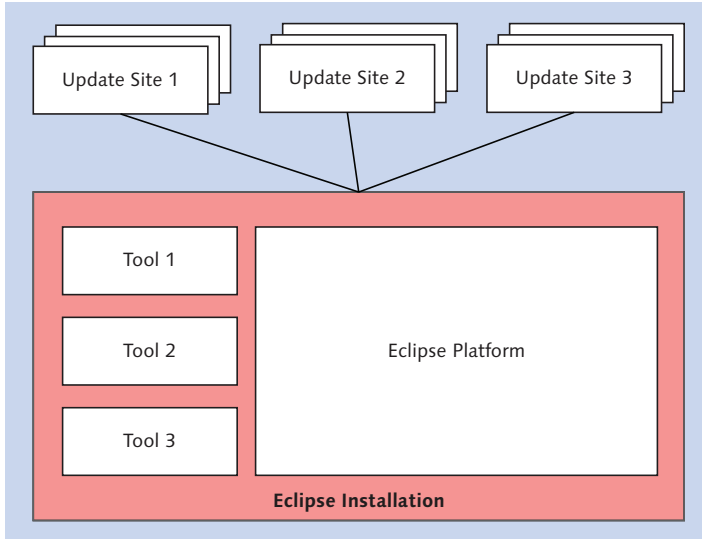 Update Site 1
Update Site 2
Update Site 3
Tool 1
Tool 2
Tool 3
Eclipse Platform
Eclipse Installation